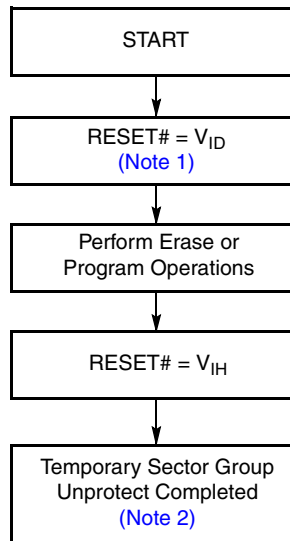 START
RESET# = VID
(Note 1)
Perform Erase or
Program Operations
RESET# = VIH
Temporary Sector Group
Unprotect Completed
(Note 2)